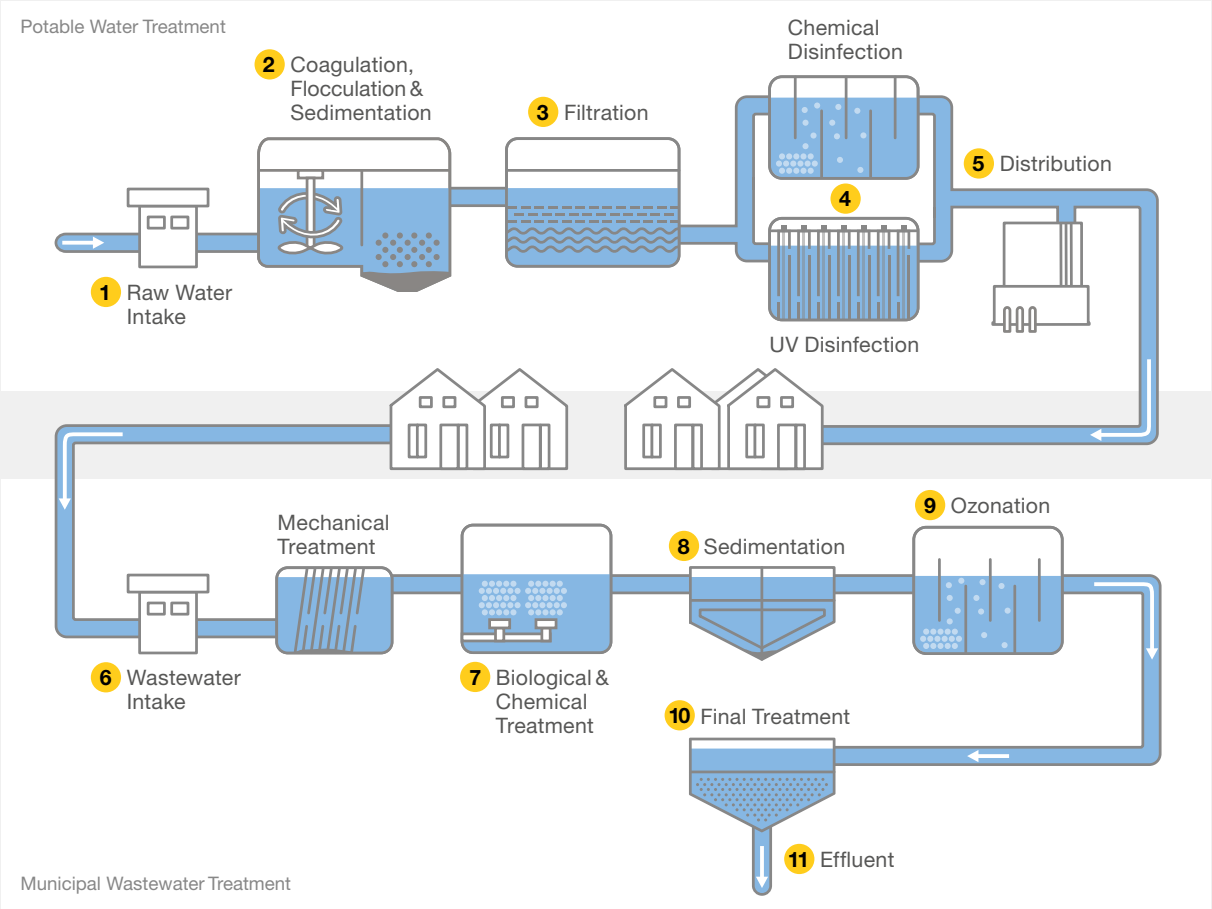 Potable Water Treatment
Chemical
Disinfection
2 Coagulation,
Flocculation &
Sedimentation
3 Filtration
5 Distribution
4
1 Raw Water
Intake
UV Disinfection
9 Ozonation
Mechanical
Treatment
8 Sedimentation
6 Wastewater
Intake
7 Biological &
Chemical
Treatment
10 Final Treatment
11 Effluent
Municipal Wastewater Treatment